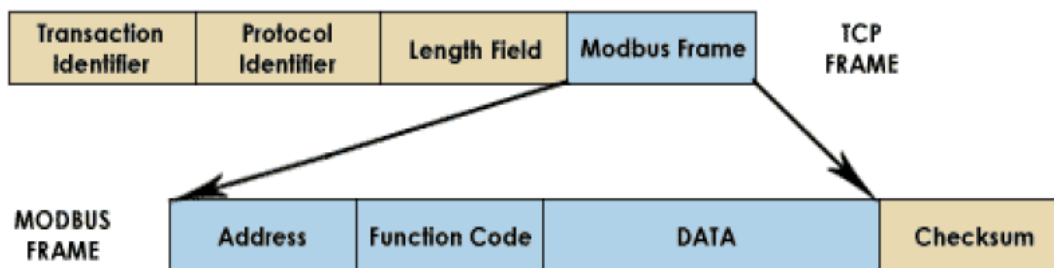 Transaction Identifier
Protocol Identifier
Length Field
Modbus Frame
TCP FRAME
MODBUS FRAME
Address
Function Code
DATA
Checksum